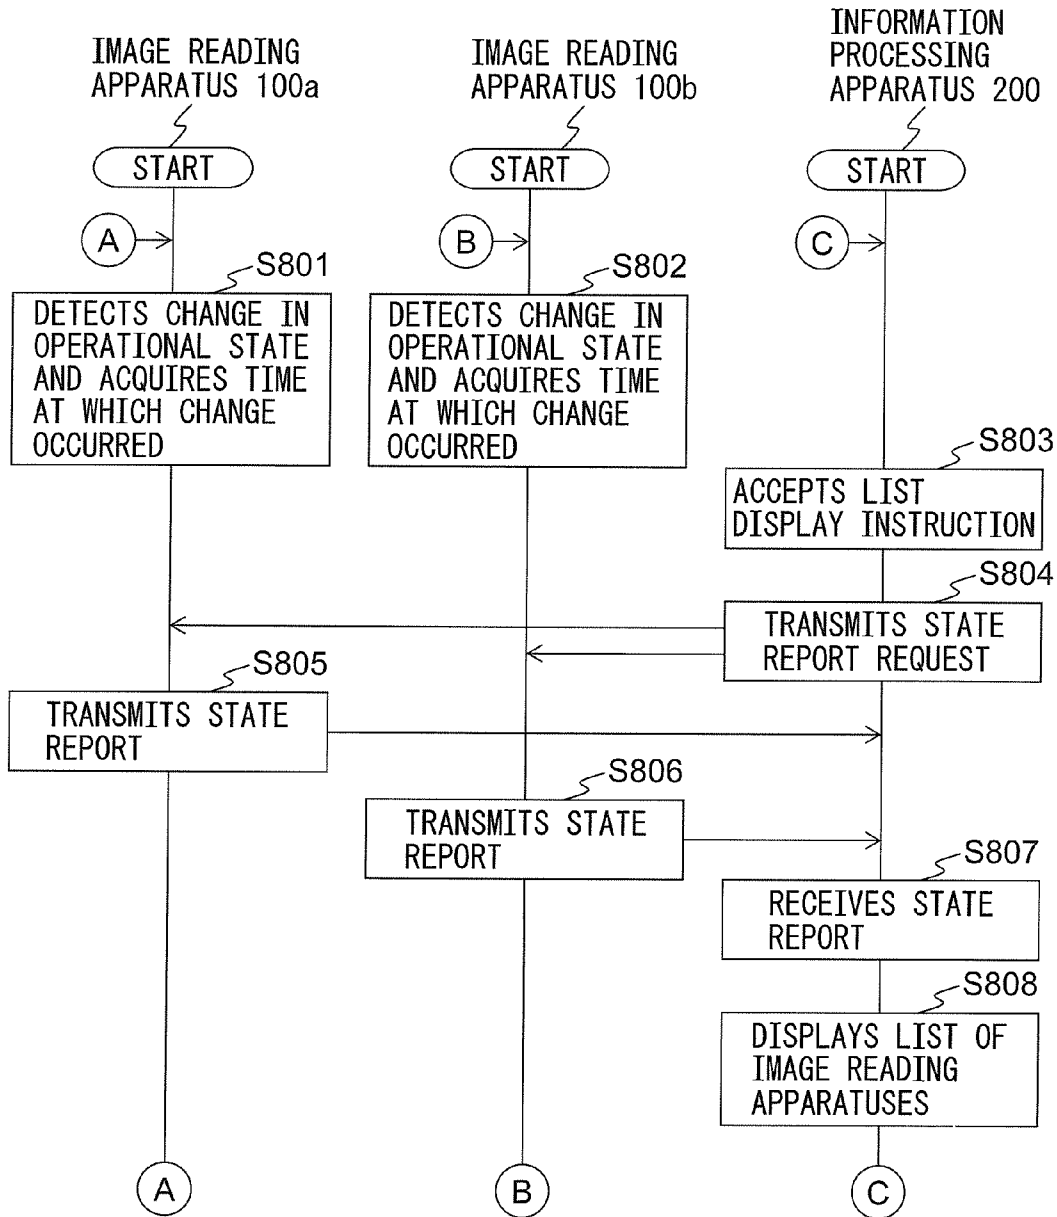 IMAGE READING
APPARATUS 100a
IMAGE READING
APPARATUS 100b
INFORMATION
PROCESSING
APPARATUS 200
START
START
START
A
B
C
S801
DETECTS CHANGE IN
OPERATIONAL STATE
AND ACQUIRES TIME
AT WHICH CHANGE
OCCURRED
S802
DETECTS CHANGE IN
OPERATIONAL STATE
AND ACQUIRES TIME
AT WHICH CHANGE
OCCURRED
S803
ACCEPTS LIST
DISPLAY INSTRUCTION
S804
TRANSMITS STATE
REPORT REQUEST
S805
TRANSMITS STATE
REPORT
S806
TRANSMITS STATE
REPORT
S807
RECEIVES STATE
REPORT
S808
DISPLAYS LIST OF
IMAGE READING
APPARATUSES
A
B
C